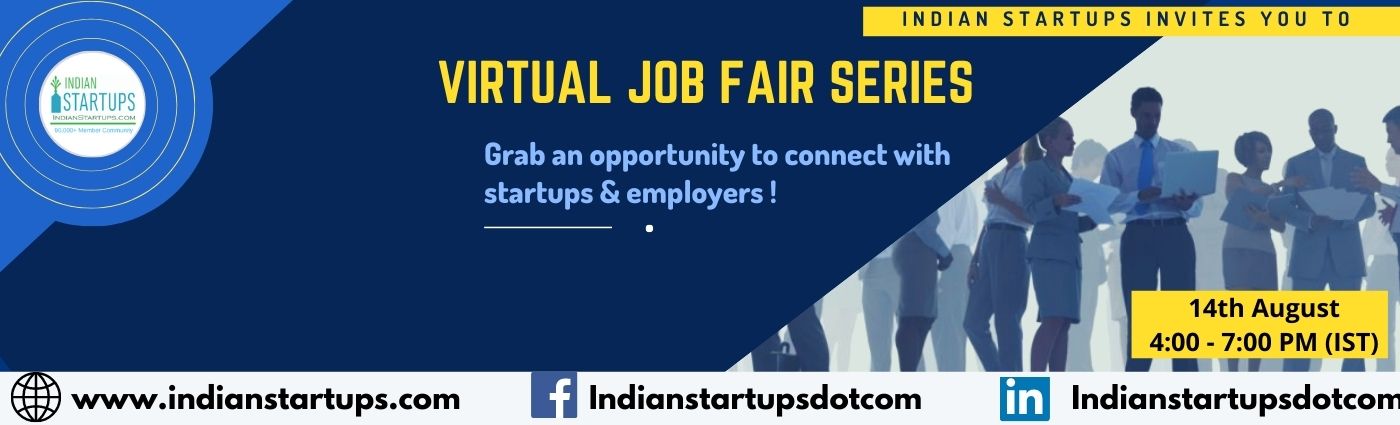 INDIAN STARTUPS INVITES YOU TO
INDIAN
STARTUPS
INDIANSTARTUPS.COM
90,000+ Member Community
VIRTUAL JOB FAIR SERIES
Grab an opportunity to connect with
startups & employers !
14th August
4:00 - 7:00 PM (IST)
www.indianstartups.com
Indianstartupsdotcom
in
Indianstartupsdotcom